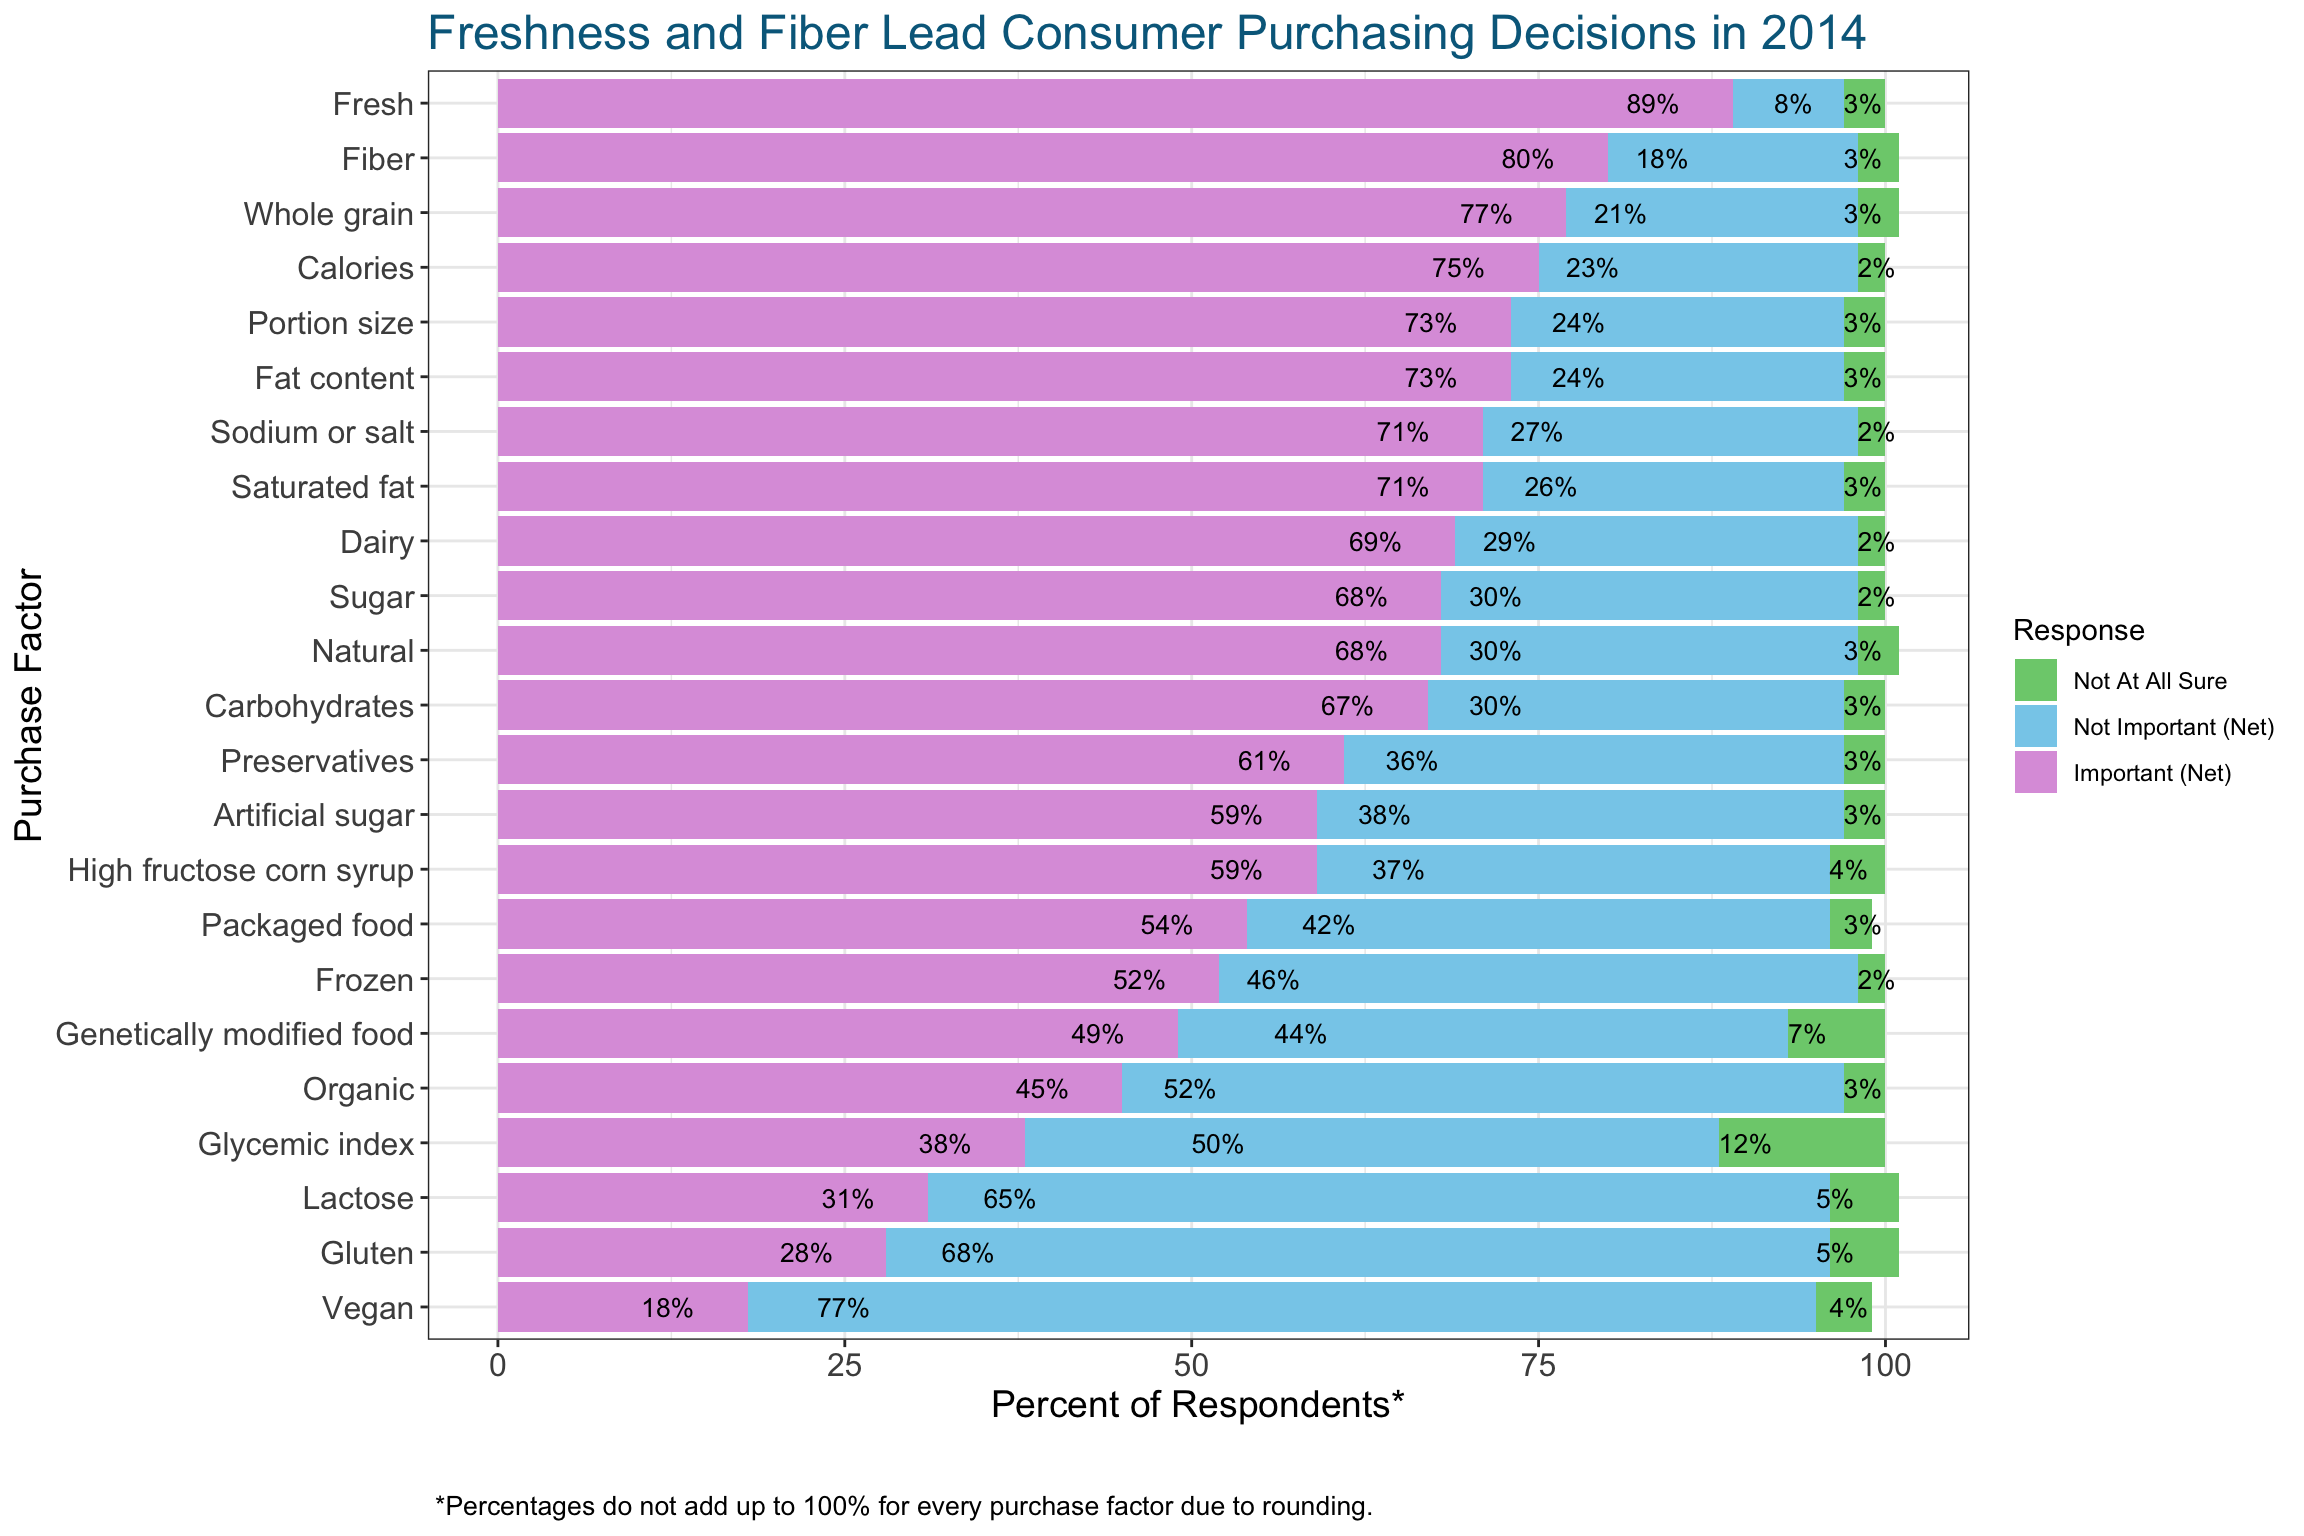 Freshness and Fiber Lead Consumer Purchasing Decisions in 2014
Purchase Factor
Fresh 89% 8% 3%
Fiber 80% 18% 3%
Whole grain 77% 21% 3%
Calories 75% 23% 2%
Portion size 73% 24% 3%
Fat content 73% 24% 3%
Sodium or salt 71% 27% 2%
Saturated fat 71% 26% 3%
Dairy 69% 29% 2%
Sugar 68% 30% 2%
Natural 68% 30% 3%
Carbohydrates 67% 30% 3%
Preservatives 61% 36% 3%
Artificial sugar 59% 38% 3%
High fructose corn syrup 59% 37% 4%
Packaged food 54% 42% 3%
Frozen 52% 46% 2%
Genetically modified food 49% 44% 7%
Organic 45% 52% 3%
Glycemic index 38% 50% 12%
Lactose 31% 65% 5%
Gluten 28% 68% 5%
Vegan 18% 77% 4%
0 25 50 75 100
Percent of Respondents*
Response
Not At All Sure
Not Important (Net)
Important (Net)
*Percentages do not add up to 100% for every purchase factor due to rounding.